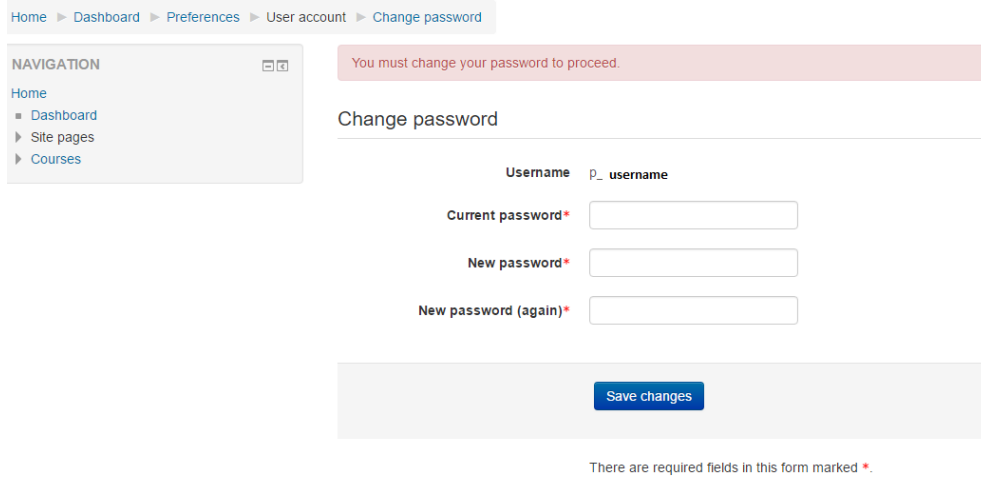 Home ▶ Dashboard ▶ Preferences ▶ User account ▶ Change password
NAVIGATION
Home
Dashboard
Site pages
Courses
You must change your password to proceed.
Change password
Username p_ username
Current password*
New password*
New password (again)*
Save changes
There are required fields in this form marked *.